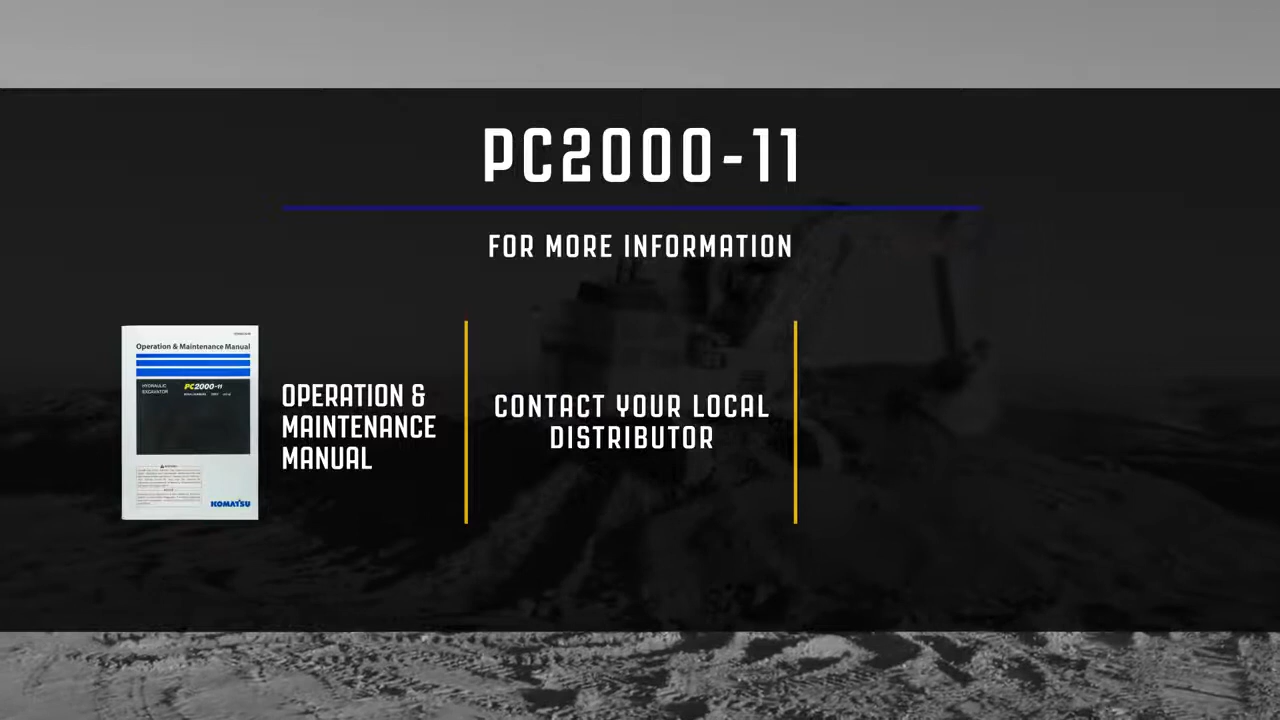 PC2000-11
FOR MORE INFORMATION
Operation & Maintenance Manual
HYDRAULIC
EXCAVATOR
PC2000-11
KOMATSU
OPERATION &
MAINTENANCE
MANUAL
CONTACT YOUR LOCAL
DISTRIBUTOR